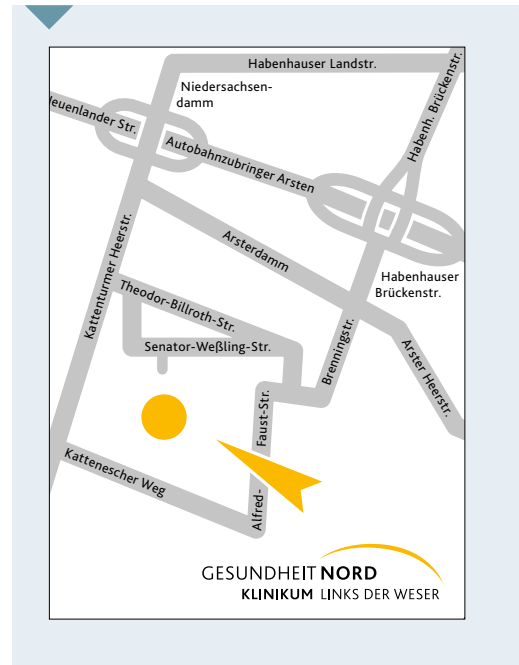 Habenhauser Landstr.
Niedersachsen-
damm
Habenh. Brückenstr.
euenlander Str.
Autobahnzubringer Arsten
Arsterdamm
Habenhauser
Brückenstr.
Kattenturmer Heerstr.
Theodor-Billroth-Str.
Senator-Weßling-Str.
Brenningstr.
Arster Heerstr.
Faust-Str.
Alfred-
Kattenescher Weg
GESUNDHEIT NORD
KLINIKUM LINKS DER WESER